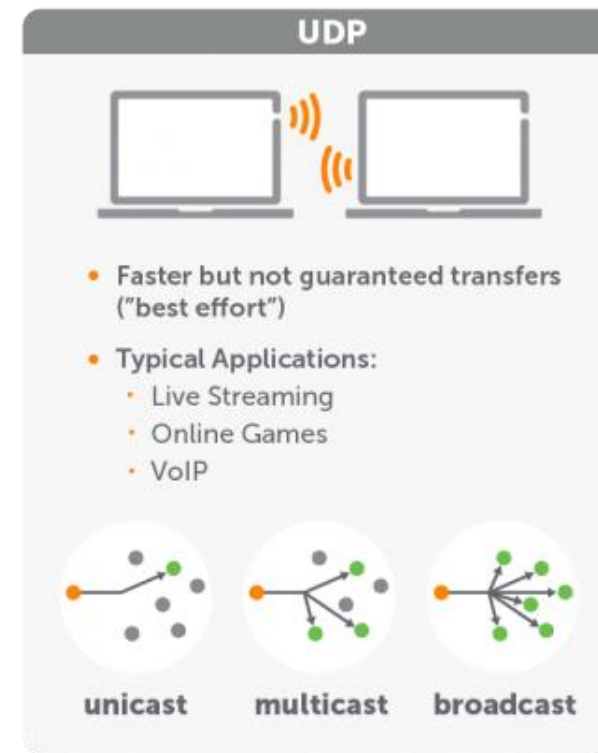 UDP
• Faster but not guaranteed transfers
("best effort")
• Typical Applications:
• Live Streaming
• Online Games
• VoIP
unicast multicast broadcast